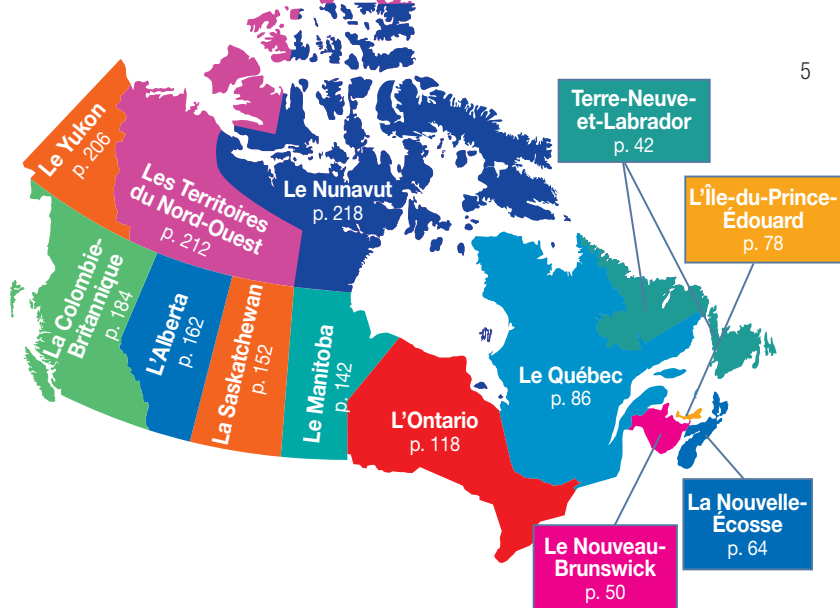 5
Terre-Neuve-
et-Labrador
p. 42
L'Île-du-Prince-
Édouard
p. 78
Le Yukon
p. 206
Les Territoires
du Nord-Ouest
p. 212
Le Nunavut
p. 218
La Colombie-
Britannique
p. 184
L'Alberta
p. 162
La Saskatchewan
p. 152
Le Manitoba
p. 142
L'Ontario
p. 118
Le Québec
p. 86
La Nouvelle-
Écosse
p. 64
Le Nouveau-
Brunswick
p. 50